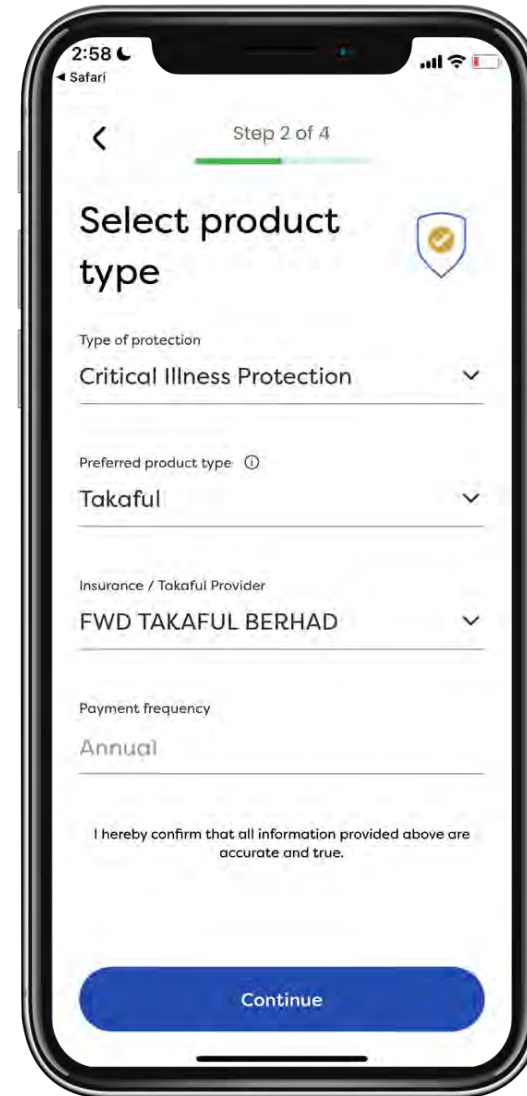 2:58
Safari
Step 2 of 4
Select product
type
Type of protection
Critical Illness Protection
Preferred product type
Takaful
Insurance / Takaful Provider
FWD TAKAFUL BERHAD
Payment frequency
Annual
I hereby confirm that all information provided above are
accurate and true.
Continue